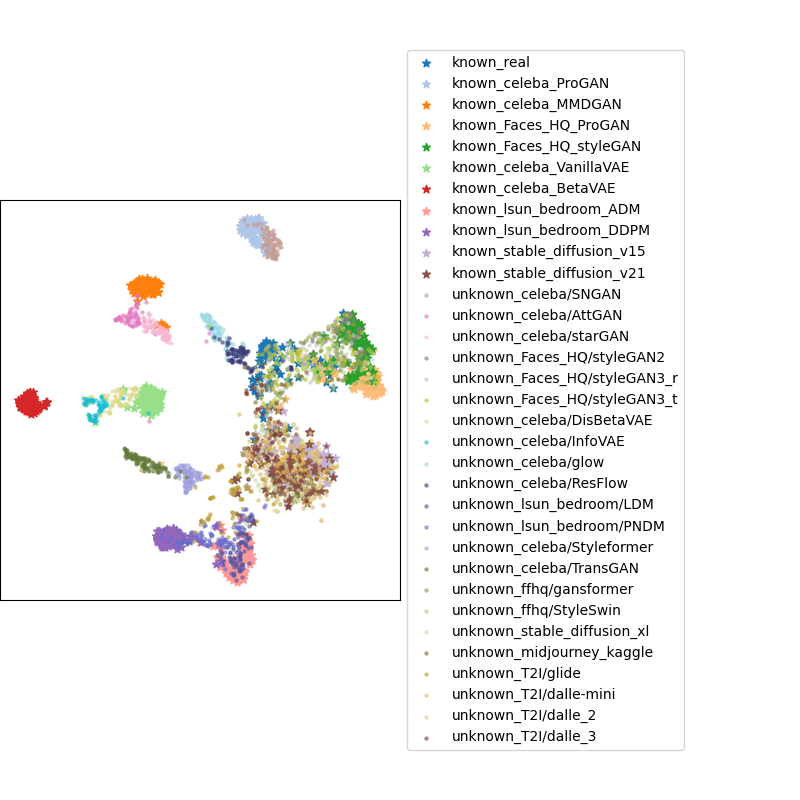 known_real
known_celeba_ProGAN
known_celeba_MMDGAN
known_Faces_HQ_ProGAN
known_Faces_HQ_styleGAN
known_celeba_VanillaVAE
known_celeba_BetaVAE
known_lsun_bedroom_ADM
known_lsun_bedroom_DDPM
known_stable_diffusion_v15
known_stable_diffusion_v21
unknown_celeba/SNGAN
unknown_celeba/AttGAN
unknown_celeba/starGAN
unknown_Faces_HQ/styleGAN2
unknown_Faces_HQ/styleGAN3_r
unknown_Faces_HQ/styleGAN3_t
unknown_celeba/DisBetaVAE
unknown_celeba/InfoVAE
unknown_celeba/glow
unknown_celeba/ResFlow
unknown_lsun_bedroom/LDM
unknown_lsun_bedroom/PNDM
unknown_celeba/Styleformer
unknown_celeba/TransGAN
unknown_ffhq/gansformer
unknown_ffhq/StyleSwin
unknown_stable_diffusion_xl
unknown_midjourney_kaggle
unknown_T2I/glide
unknown_T2I/dalle-mini
unknown_T2I/dalle_2
unknown_T2I/dalle_3